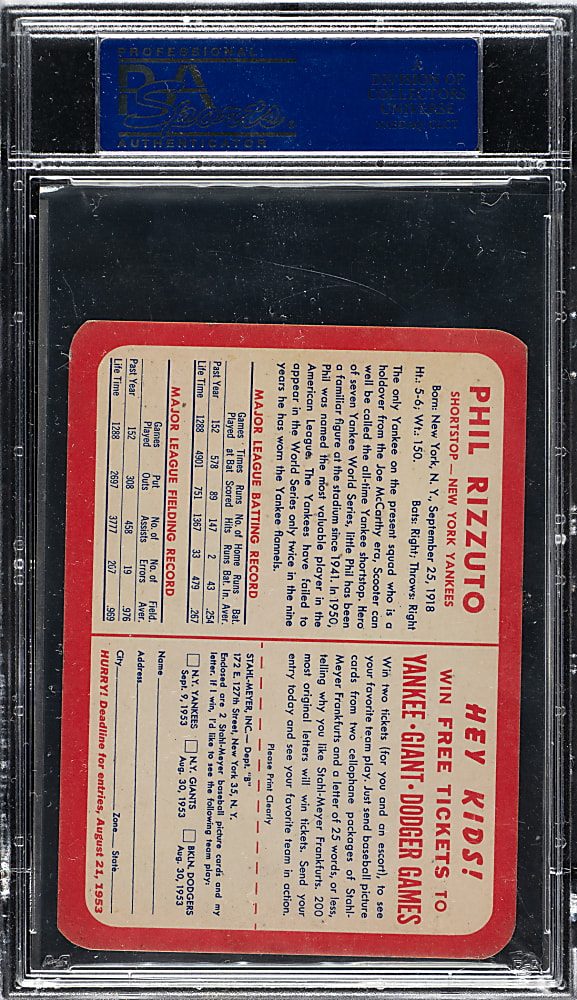 PROFESSIONAL
PSA
Sports
AUTHENTICATOR
A
DIVISION OF
COLLECTORS
UNIVERSE
PHIL RIZZUTO
SHORTSTOP — NEW YORK YANKEES
Born: New York, N. Y., September 25, 1918
Ht.: 5-6; Wt.: 150. Bats: Right; Throws: Right
The only Yankee on the present squad who is a
holdover from the Joe McCarthy era, Scooter can
well be called the all-time Yankee shortstop. Hero
of seven Yankee World Series, little Phil has been
a familiar figure at the stadium since 1941. In 1950,
Phil was named the most valuable player in the
American League. The Yankees have failed to
appear in the World Series only twice in the nine
years he has worn the Yankee flannels.
MAJOR LEAGUE BATTING RECORD
Games Times Runs No. of Home Runs Bat.
Played at Bat Scored Hits Runs Bat. In. Aver.
Past Year 152 578 89 147 2 43 .254
Life Time 1288 4901 751 1367 33 479 .267
MAJOR LEAGUE FIELDING RECORD
Games Put No. of No. of Field.
Played Outs Assists Errors Aver.
Past Year 152 308 458 19 .976
Life Time 1288 2697 3777 207 .969
HEY KIDS!
WIN FREE TICKETS TO
YANKEE • GIANT • DODGER GAMES
Win two tickets (for you and an escort), to see
your favorite team play. Just send baseball picture
cards from two cellophane packages of Stahl-
Meyer Frankfurts and a letter of 25 words, or less,
telling why you like Stahl-Meyer Frankfurts. 200
most original letters will win tickets. Send your
entry today and see your favorite team in action.
Please Print Clearly
STAHL-MEYER, INC.— Dept. "B"
172 E. 127th Street, New York 35, N. Y.
Enclosed are 2 Stahl-Meyer baseball picture cards and my
letter. If I win, I'd like to see the following team play:
N.Y. YANKEES N.Y. GIANTS BKLN. DODGERS
Sept. 9, 1953 Aug. 30, 1953 Aug. 30, 1953
Name
Address
City Zone State
HURRY! Deadline for entries, August 21, 1953